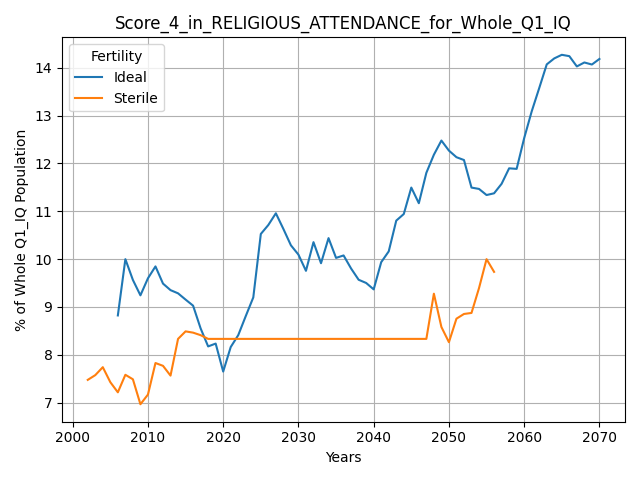 Score_4_in_RELIGIOUS_ATTENDANCE_for_Whole_Q1_IQ
Fertility
Ideal
Sterile
% of Whole Q1_IQ Population
14
13
12
11
10
9
8
7
2000 2010 2020 2030 2040 2050 2060 2070
Years